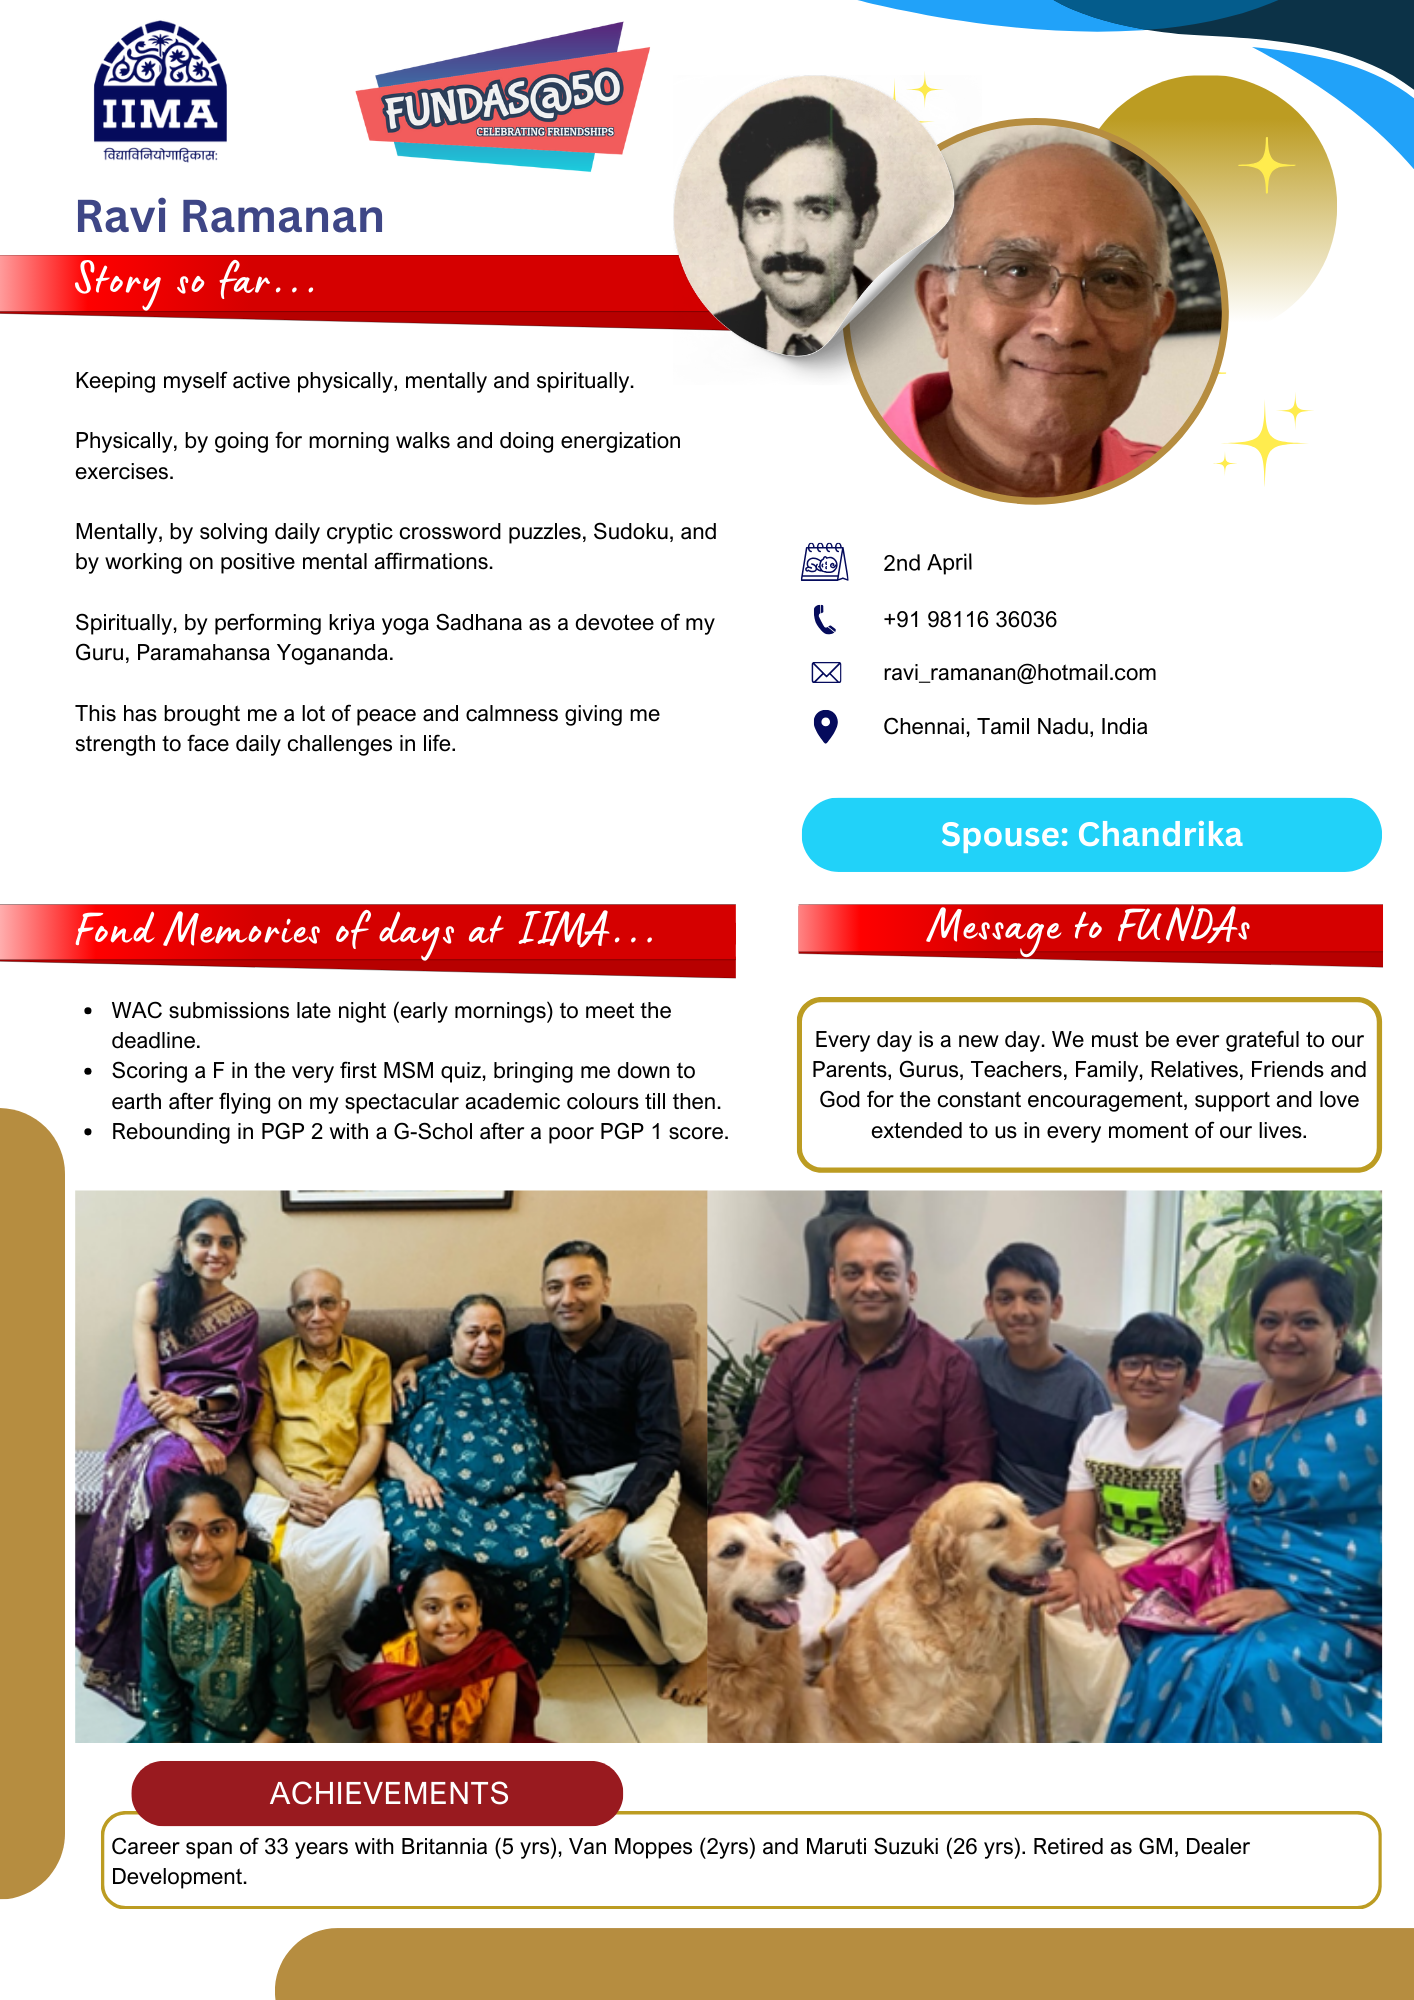 IIMA
विद्याविनियोगाद्विकास:
FUNDAS@50
CELEBRATING FRIENDSHIPS
Ravi Ramanan
Story so far...
Keeping myself active physically, mentally and spiritually.
Physically, by going for morning walks and doing energization
exercises.
Mentally, by solving daily cryptic crossword puzzles, Sudoku, and
by working on positive mental affirmations.
Spiritually, by performing kriya yoga Sadhana as a devotee of my
Guru, Paramahansa Yogananda.
This has brought me a lot of peace and calmness giving me
strength to face daily challenges in life.
2nd April
+91 98116 36036
ravi_ramanan@hotmail.com
Chennai, Tamil Nadu, India
Spouse: Chandrika
Fond Memories of days at IIMA...
• WAC submissions late night (early mornings) to meet the
deadline.
• Scoring a F in the very first MSM quiz, bringing me down to
earth after flying on my spectacular academic colours till then.
• Rebounding in PGP 2 with a G-Schol after a poor PGP 1 score.
Message to FUNDAs
Every day is a new day. We must be ever grateful to our
Parents, Gurus, Teachers, Family, Relatives, Friends and
God for the constant encouragement, support and love
extended to us in every moment of our lives.
ACHIEVEMENTS
Career span of 33 years with Britannia (5 yrs), Van Moppes (2yrs) and Maruti Suzuki (26 yrs). Retired as GM, Dealer
Development.